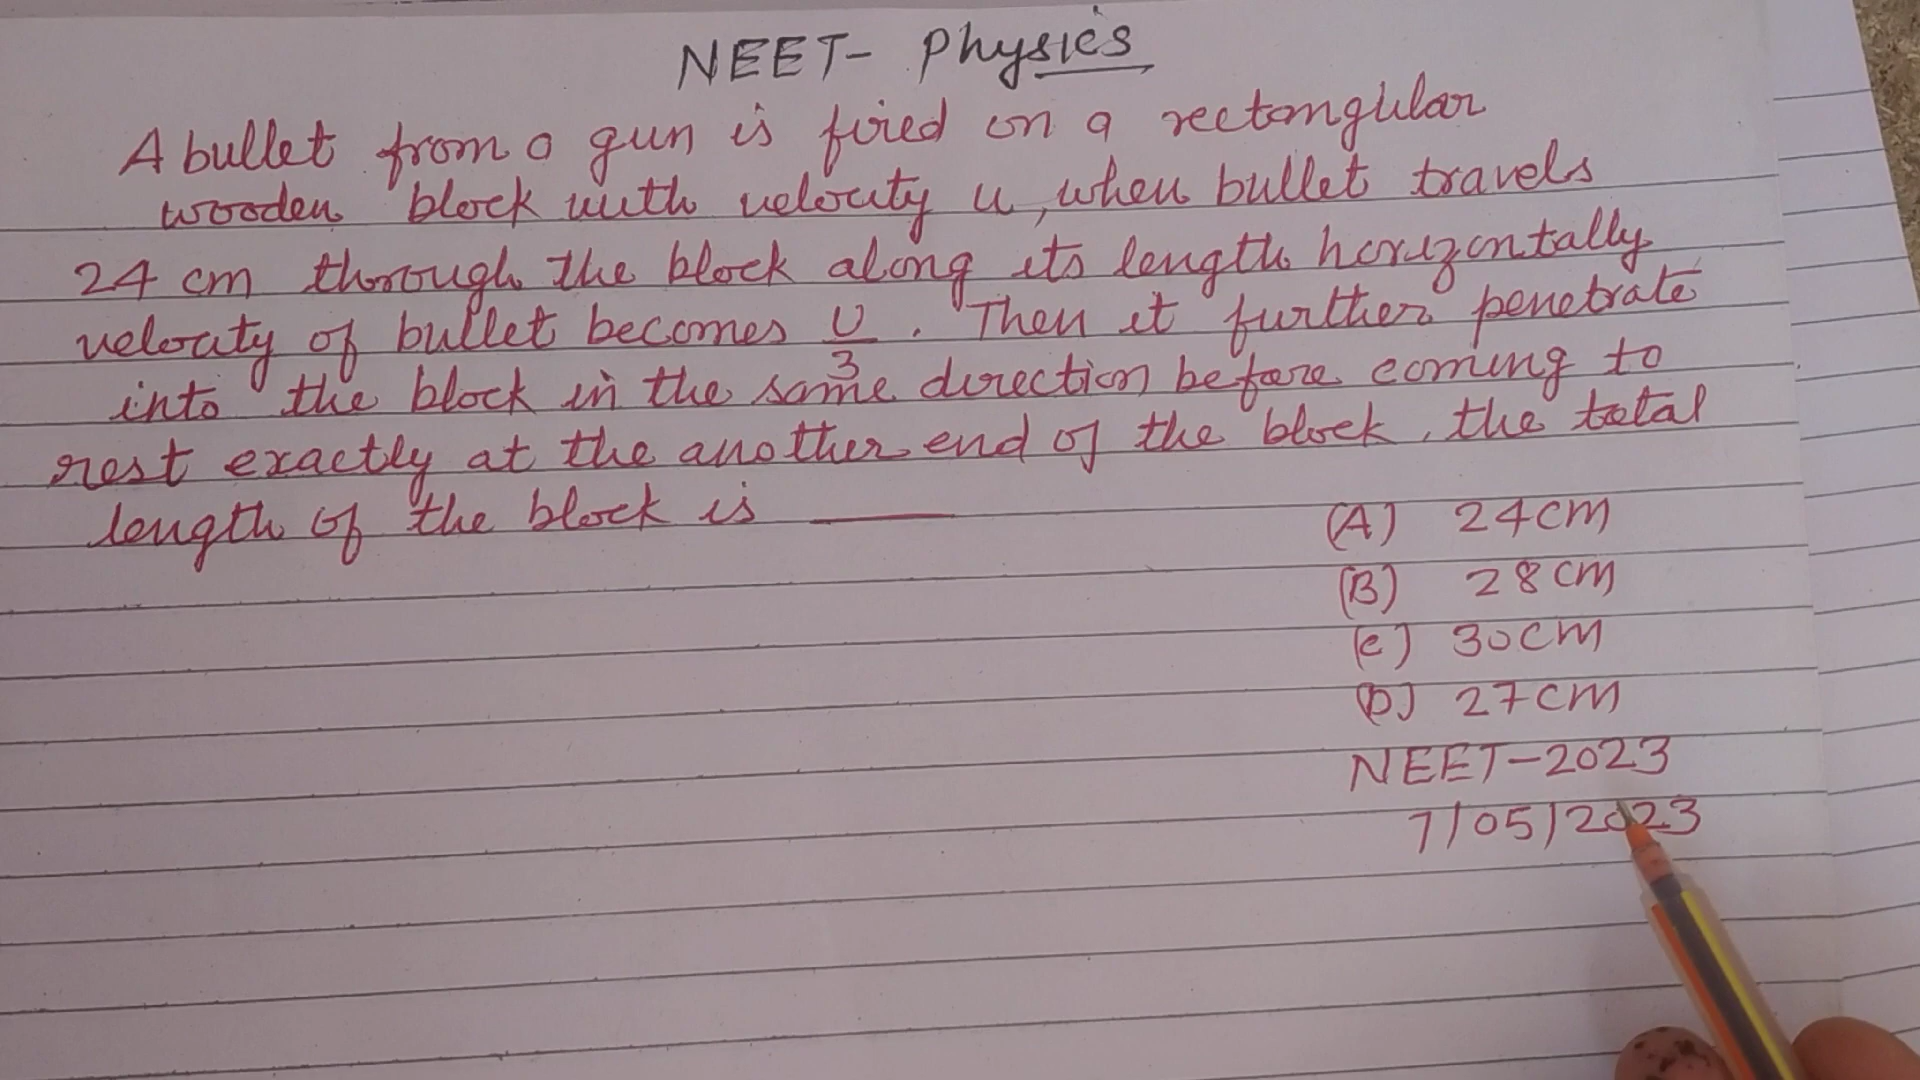 NEET- Physics
A bullet from a gun is fired on a rectangular
wooden block with velocity u, when bullet travels
24 cm through the block along its length horizontally
velocity of bullet becomes U/3. Then it further penetrate
into the block in the same direction before coming to
rest exactly at the another end of the block, the total
length of the block is ____
(A) 24cm
(B) 28cm
(C) 30cm
(D) 27cm
NEET-2023
7/05/2023